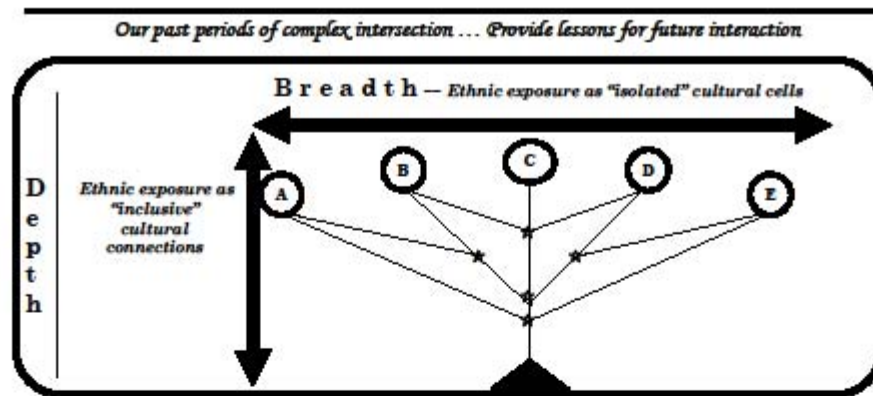 Our past periods of complex intersection … Provide lessons for future interaction
Breadth — Ethnic exposure as “isolated” cultural cells
Depth
Ethnic exposure as
“inclusive”
cultural
connections
A
B
C
D
E